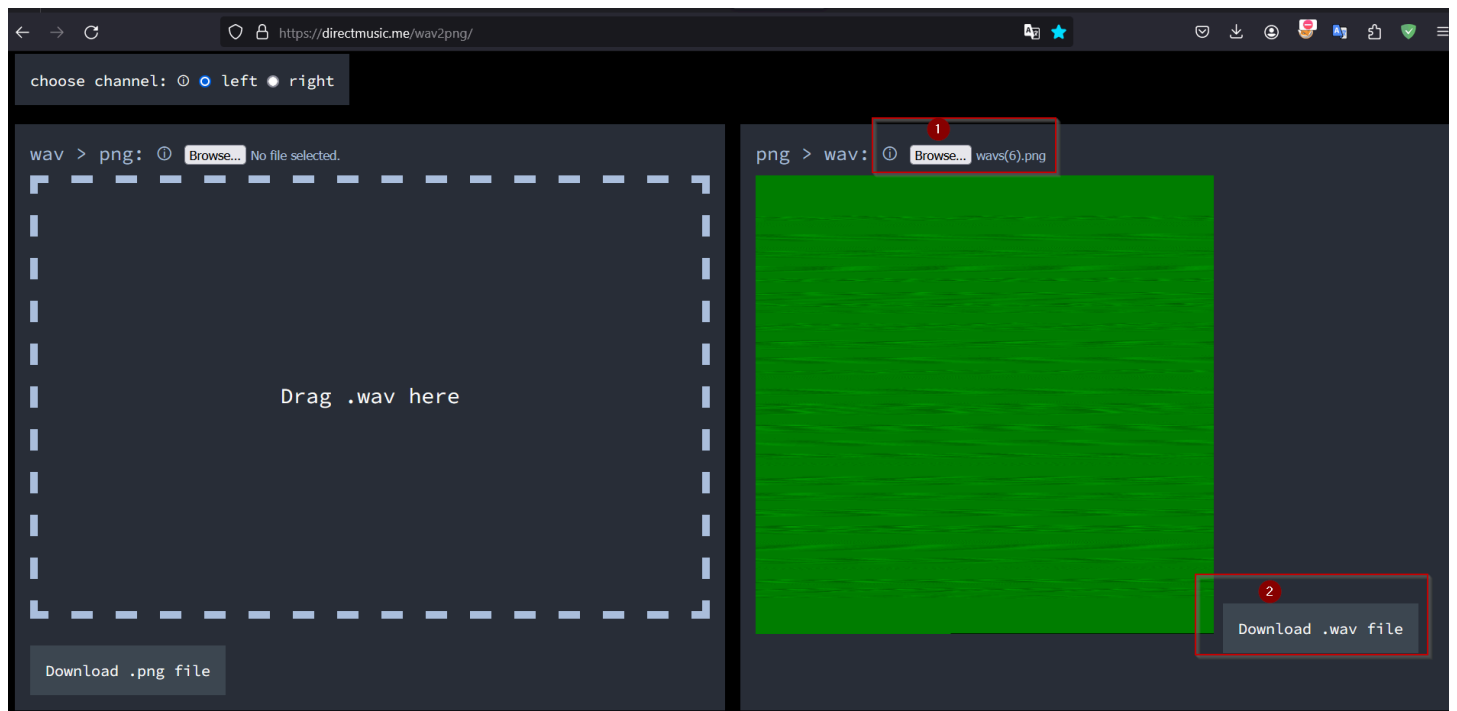 https://directmusic.me/wav2png/
choose channel: ⓘ left right
wav > png: ⓘ Browse... No file selected.
Drag .wav here
Download .png file
1
png > wav: ⓘ Browse... wavs(6).png
2
Download .wav file